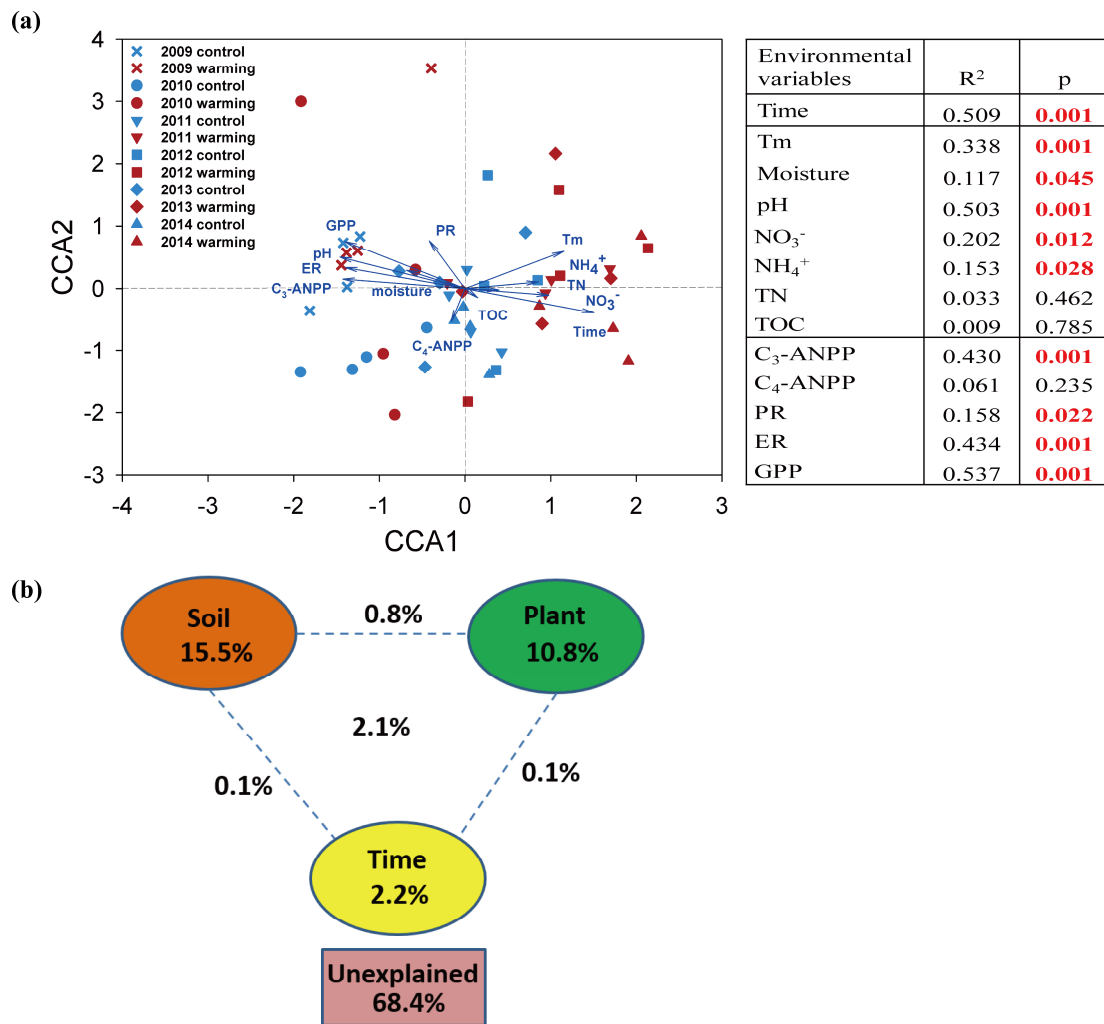 (a)
4
3
2
1
0
-1
-2
-3
-4
-3
-2
-1
0
1
2
3
CCA2
CCA1
2009 control
2009 warming
2010 control
2010 warming
2011 control
2011 warming
2012 control
2012 warming
2013 control
2013 warming
2014 control
2014 warming
GPP
pH
ER
C₃-ANPP
moisture
PR
Tm
NH₄⁺
TN
NO₃⁻
TOC
Time
C₄-ANPP
Environmental
variables R² p
Time 0.509 0.001
Tm 0.338 0.001
Moisture 0.117 0.045
pH 0.503 0.001
NO₃⁻ 0.202 0.012
NH₄⁺ 0.153 0.028
TN 0.033 0.462
TOC 0.009 0.785
C₃-ANPP 0.430 0.001
C₄-ANPP 0.061 0.235
PR 0.158 0.022
ER 0.434 0.001
GPP 0.537 0.001
(b)
Soil
15.5%
0.8%
Plant
10.8%
2.1%
0.1%
0.1%
Time
2.2%
Unexplained
68.4%